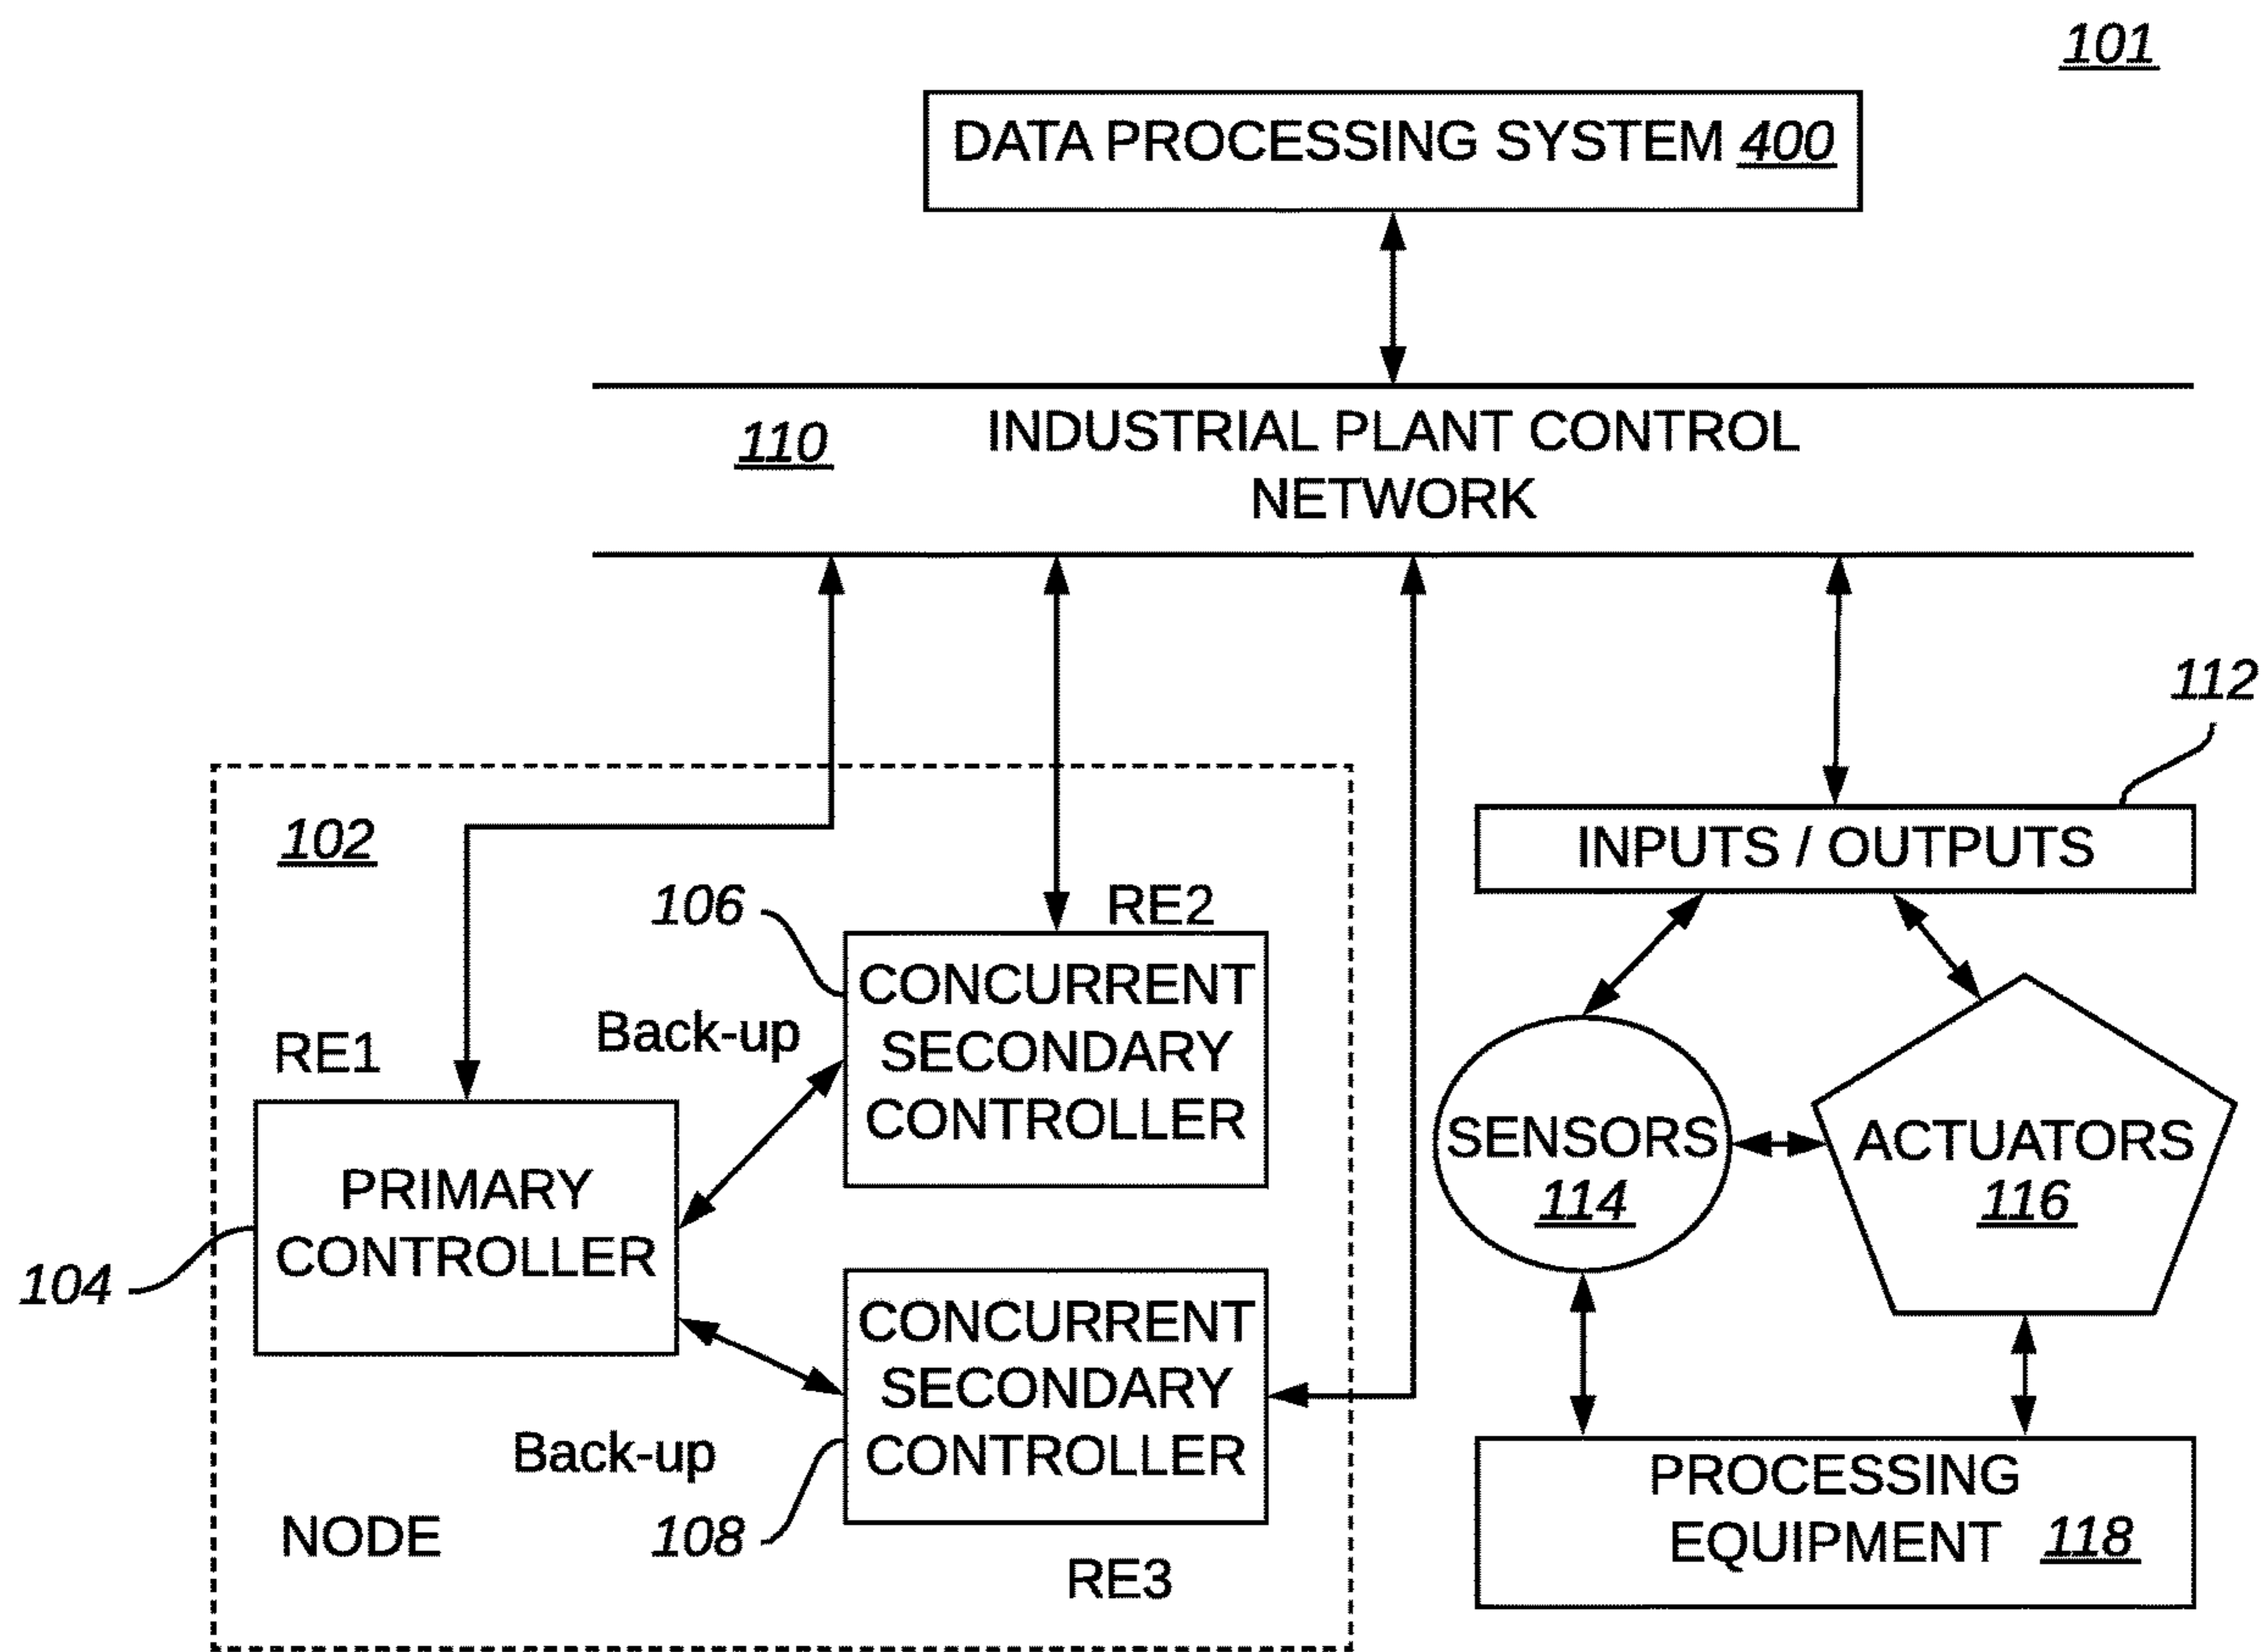 101
DATA PROCESSING SYSTEM 400
110
INDUSTRIAL PLANT CONTROL
NETWORK
112
102
INPUTS / OUTPUTS
106
RE2
CONCURRENT
SECONDARY
CONTROLLER
Back-up
RE1
PRIMARY
CONTROLLER
104
SENSORS
114
ACTUATORS
116
CONCURRENT
SECONDARY
CONTROLLER
Back-up
108
NODE
RE3
PROCESSING
EQUIPMENT 118